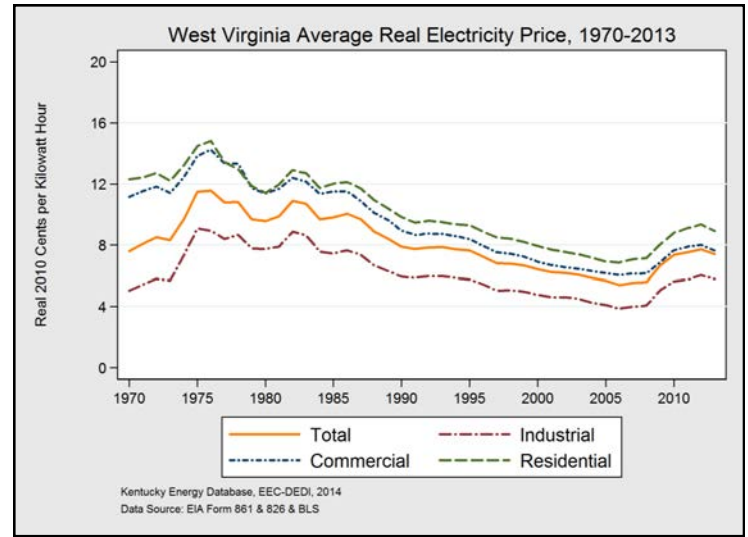 West Virginia Average Real Electricity Price, 1970-2013
Real 2010 Cents per Kilowatt Hour
20
16
12
8
4
0
1970 1975 1980 1985 1990 1995 2000 2005 2010
Total Industrial
Commercial Residential
Kentucky Energy Database, EEC-DEDI, 2014
Data Source: EIA Form 861 & 826 & BLS